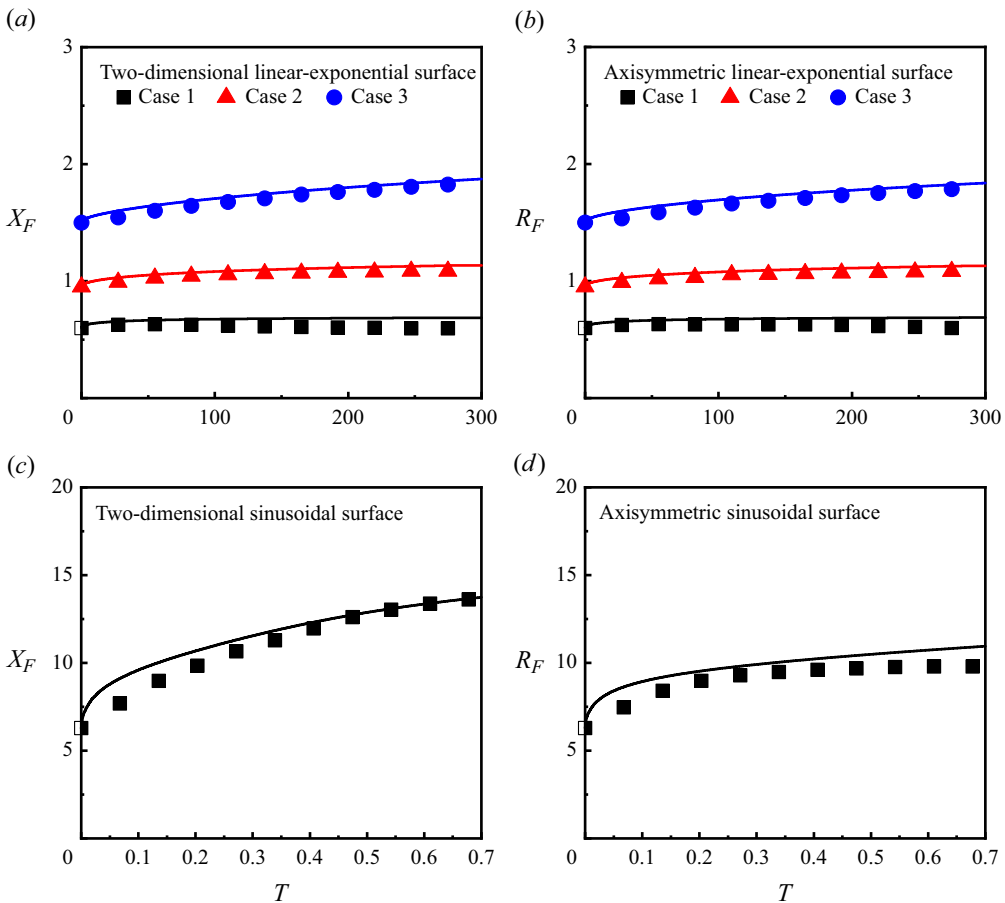 (a)
3
Two-dimensional linear-exponential surface
Case 1 Case 2 Case 3
2
X_F
1
0 100 200 300
(b)
3
Axisymmetric linear-exponential surface
Case 1 Case 2 Case 3
2
R_F
1
0 100 200 300
(c)
20
Two-dimensional sinusoidal surface
15
X_F
10
5
0 0.1 0.2 0.3 0.4 0.5 0.6 0.7
T
(d)
20
Axisymmetric sinusoidal surface
15
R_F
10
5
0 0.1 0.2 0.3 0.4 0.5 0.6 0.7
T